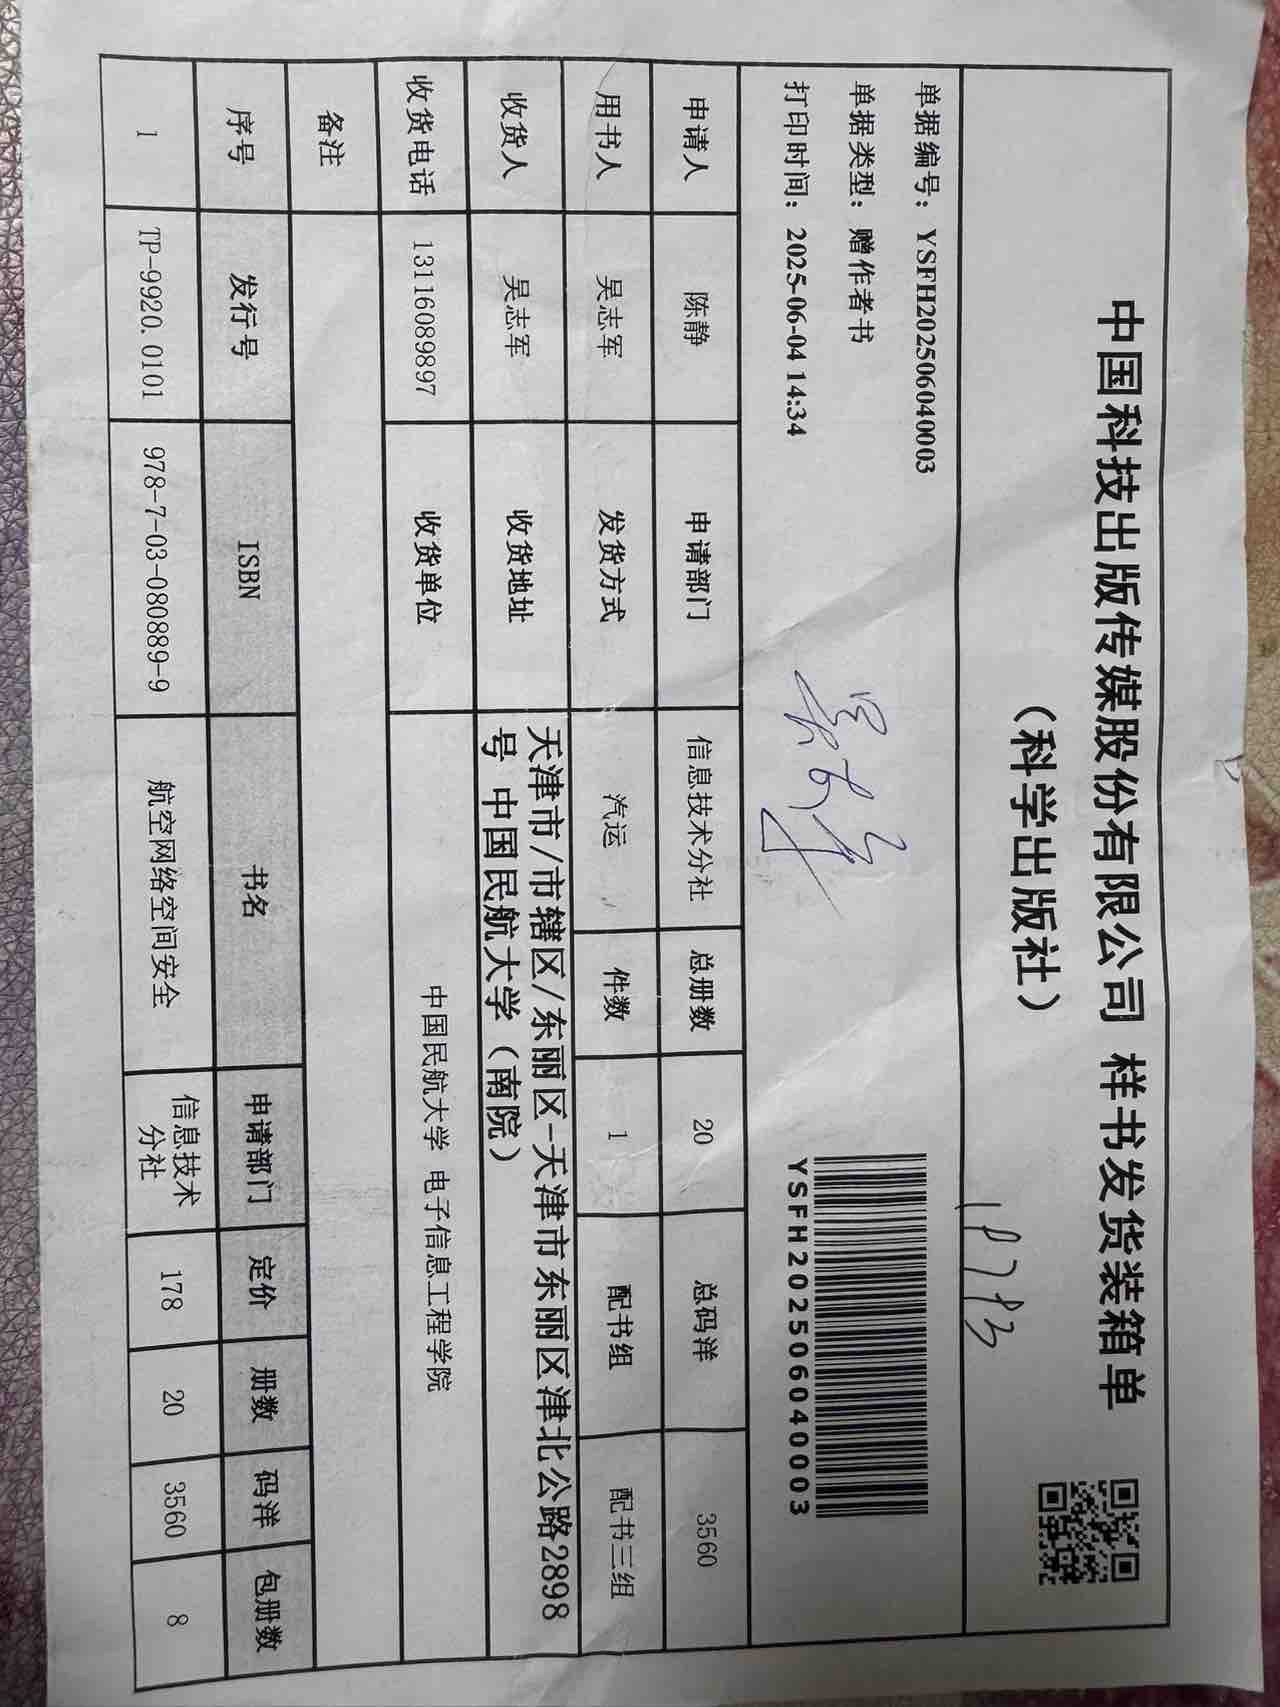 中国科技出版传媒股份有限公司 样书发货装箱单
（科学出版社）
单据编号：YSFH202506040003
单据类型：赠作者书
打印时间：2025-06-04 14:34
YSFH202506040003
吴志军
申请人 陈静 申请部门 信息技术分社 总册数 20 总码洋 3560
用书人 吴志军 发货方式 汽运 件数 1 配书组 配书三组
收货人 吴志军 收货地址 天津市/市辖区/东丽区-天津市东丽区津北公路2898
号 中国民航大学（南院）
收货电话 13116089897 收货单位 中国民航大学 电子信息工程学院
备注
序号 发行号 ISBN 书名 申请部门 定价 册数 码洋 包册数
1 TP-9920.0101 978-7-03-080889-9 航空网络空间安全 信息技术 178 20 3560 8
分社